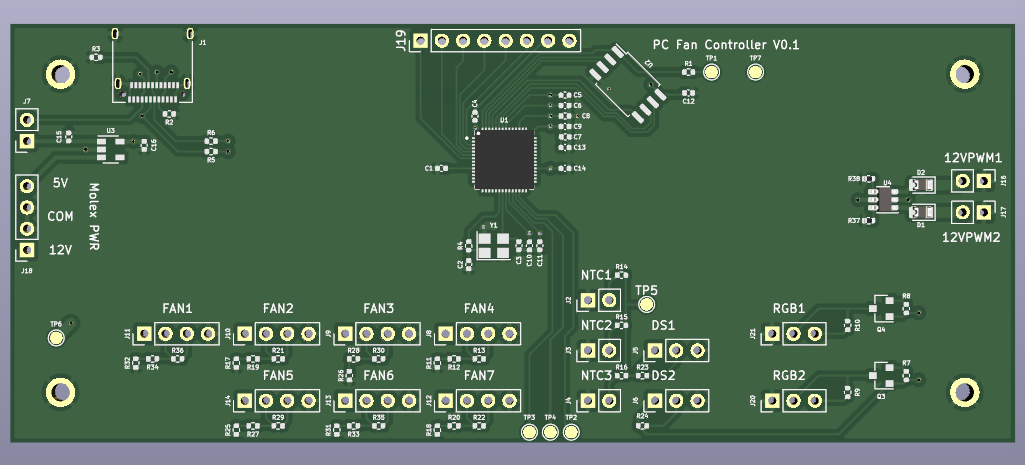 J19
PC Fan Controller V0.1
R3
J1
U2
R1
TP1
TP7
C12
J7
R2
C4
U1
C5
C6
C8
C9
C7
C13
C15
U3
C16
R6
R5
C1
C14
12VPWM1
5V
COM
12V
Molex PWR
J18
R38
U4
D2
J16
R37
D1
J17
12VPWM2
Y1
R4
C2
C3
C10
C11
NTC1
R14
J2
TP5
TP6
FAN1
FAN2
FAN3
FAN4
NTC2
R15
DS1
RGB1
R8
J11
J10
J9
J8
J3
J5
J21
R10
Q4
R32
R34
R36
R17
R19
R21
R28
R30
R11
R12
R13
FAN5
R26
FAN6
FAN7
NTC3
R16
R23
DS2
RGB2
R7
J14
J13
J12
J4
J6
J20
R9
Q3
R25
R27
R29
R31
R33
R35
R18
R20
R22
TP3
TP4
TP2
R24